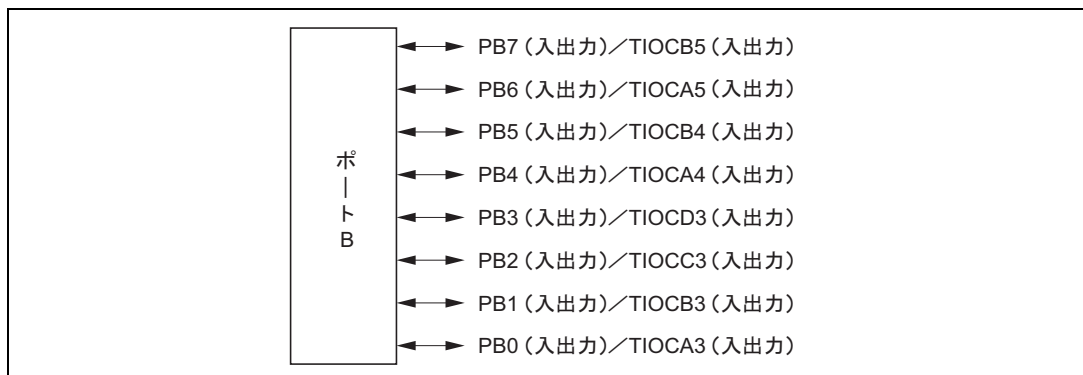 ポートB
PB7（入出力）／TIOCB5（入出力）
PB6（入出力）／TIOCA5（入出力）
PB5（入出力）／TIOCB4（入出力）
PB4（入出力）／TIOCA4（入出力）
PB3（入出力）／TIOCD3（入出力）
PB2（入出力）／TIOCC3（入出力）
PB1（入出力）／TIOCB3（入出力）
PB0（入出力）／TIOCA3（入出力）